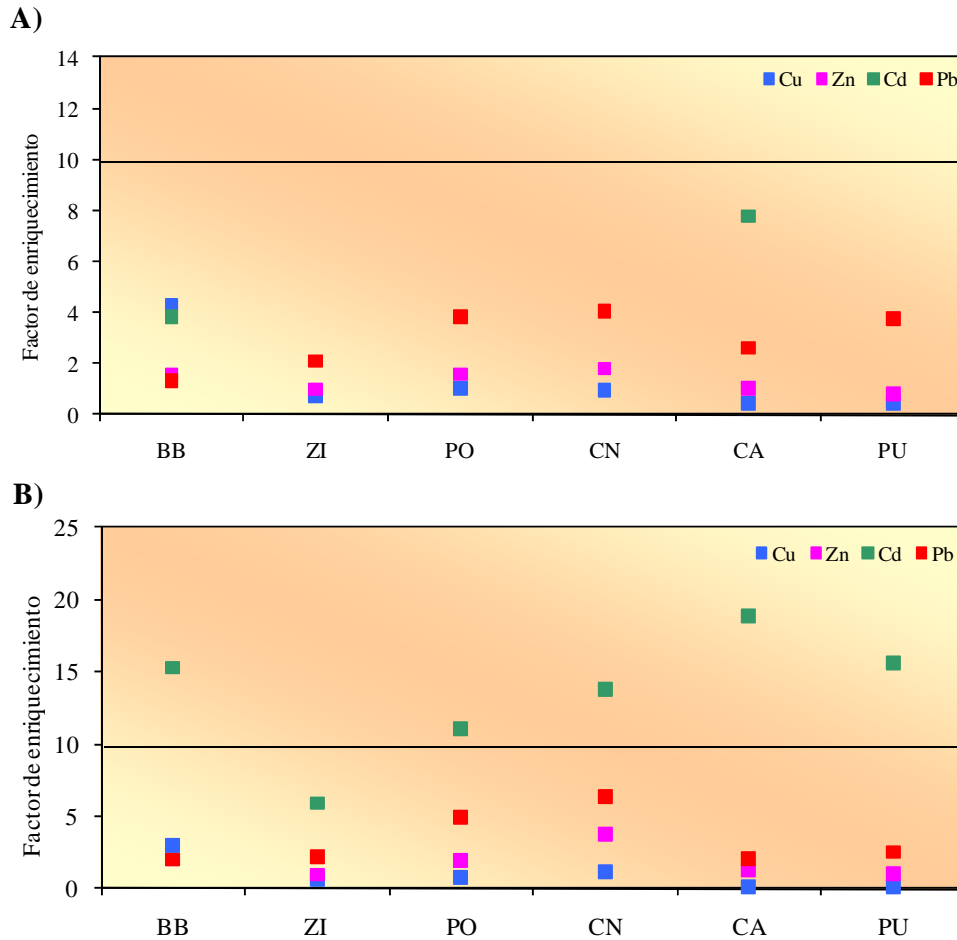 A)
Factor de enriquecimiento
14
12
10
8
6
4
2
0
Cu Zn Cd Pb
BB ZI PO CN CA PU
B)
Factor de enriquecimiento
25
20
15
10
5
0
Cu Zn Cd Pb
BB ZI PO CN CA PU